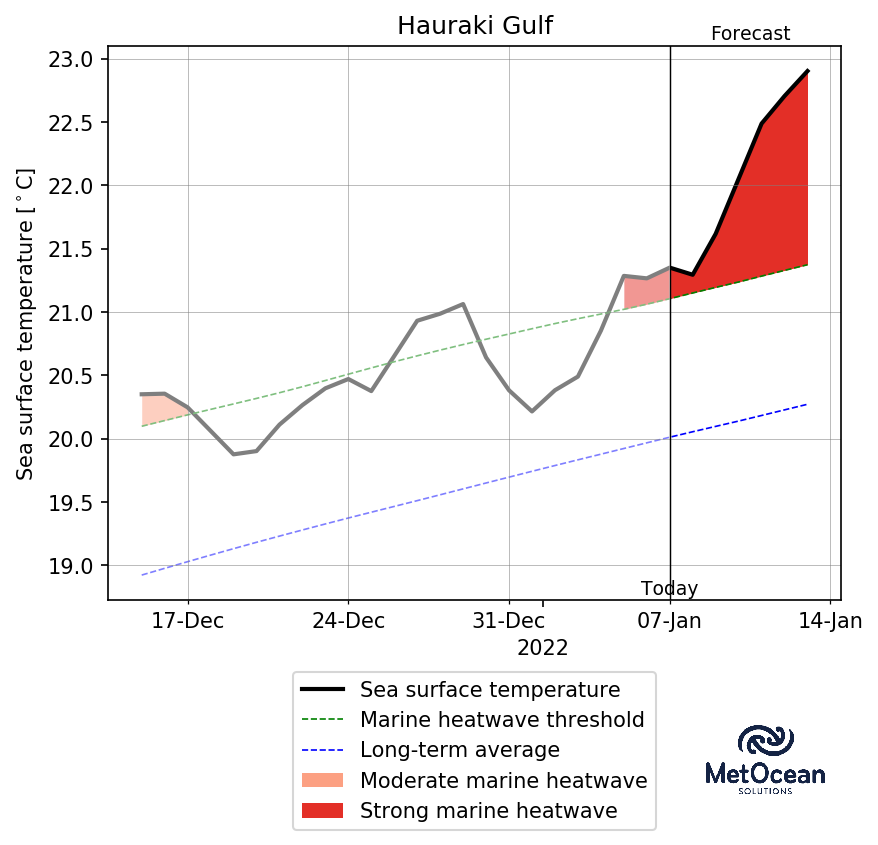 Hauraki Gulf
Forecast
Sea surface temperature [°C]
23.0
22.5
22.0
21.5
21.0
20.5
20.0
19.5
19.0
Today
17-Dec 24-Dec 31-Dec 07-Jan 14-Jan
2022
Sea surface temperature
Marine heatwave threshold
Long-term average
Moderate marine heatwave
Strong marine heatwave
MetOcean
SOLUTIONS